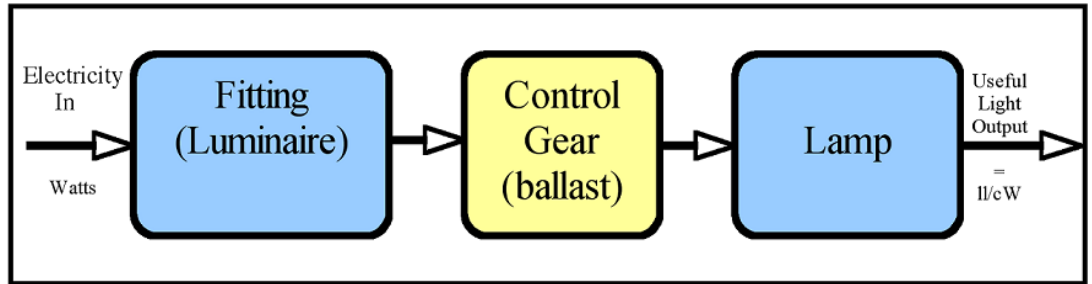 Electricity
In
Watts
Fitting
(Luminaire)
Control
Gear
(ballast)
Lamp
Useful
Light
Output
=
ll/cW